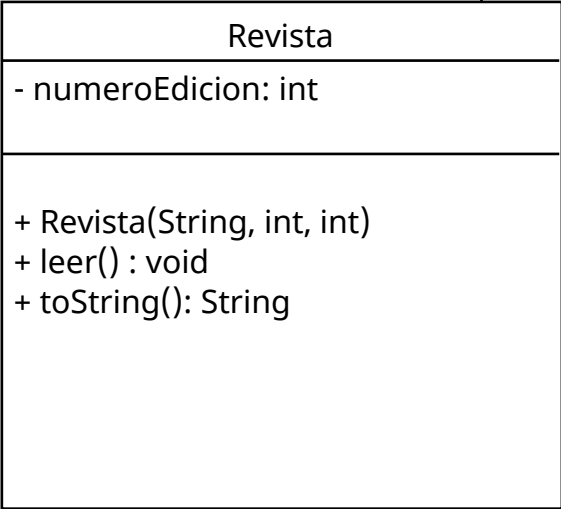 Revista
- numeroEdicion: int
+ Revista(String, int, int)
+ leer() : void
+ toString(): String